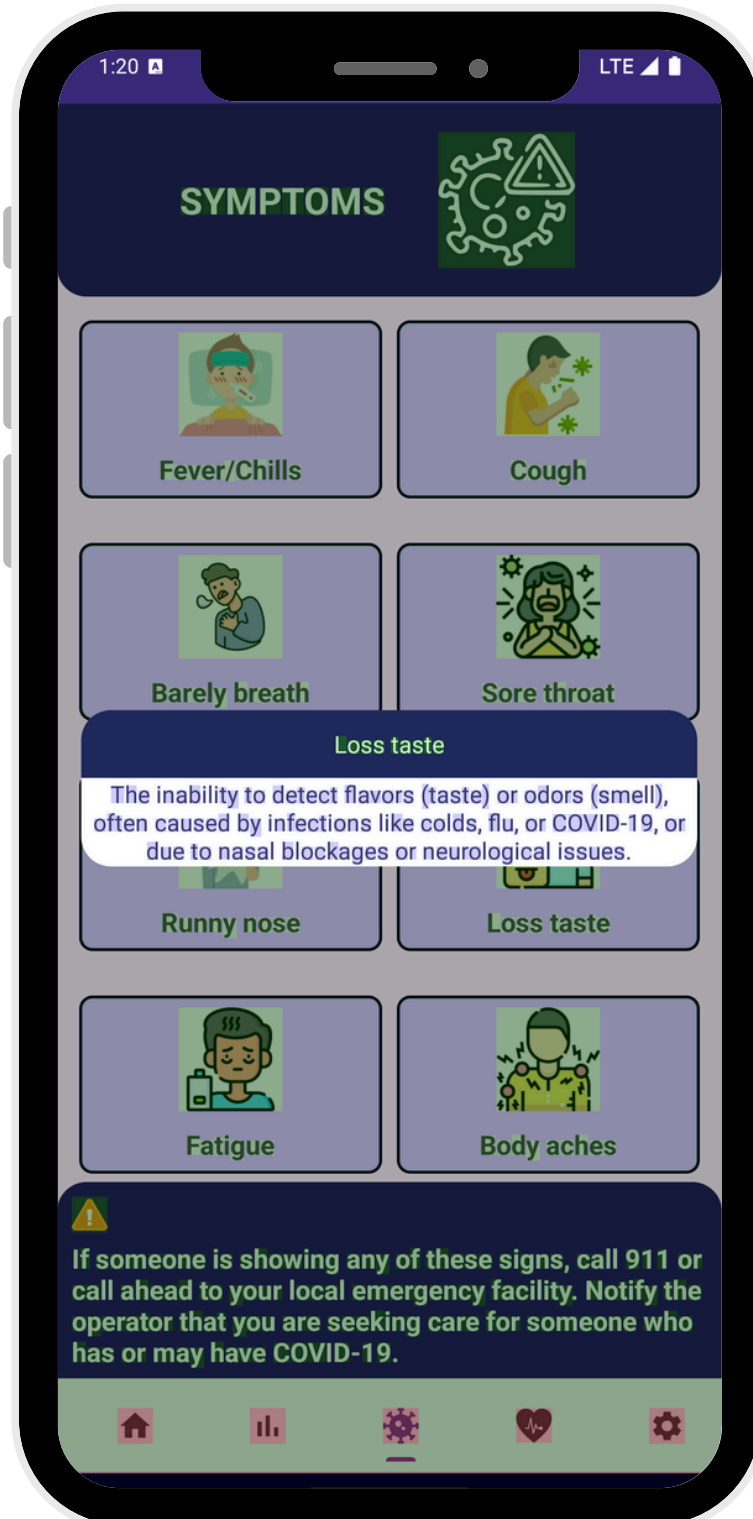 1:20 A LTE
SYMPTOMS
Fever/Chills Cough
Barely breath Sore throat
Loss taste
The inability to detect flavors (taste) or odors (smell),
often caused by infections like colds, flu, or COVID-19, or
due to nasal blockages or neurological issues.
Runny nose Loss taste
Fatigue Body aches
If someone is showing any of these signs, call 911 or
call ahead to your local emergency facility. Notify the
operator that you are seeking care for someone who
has or may have COVID-19.